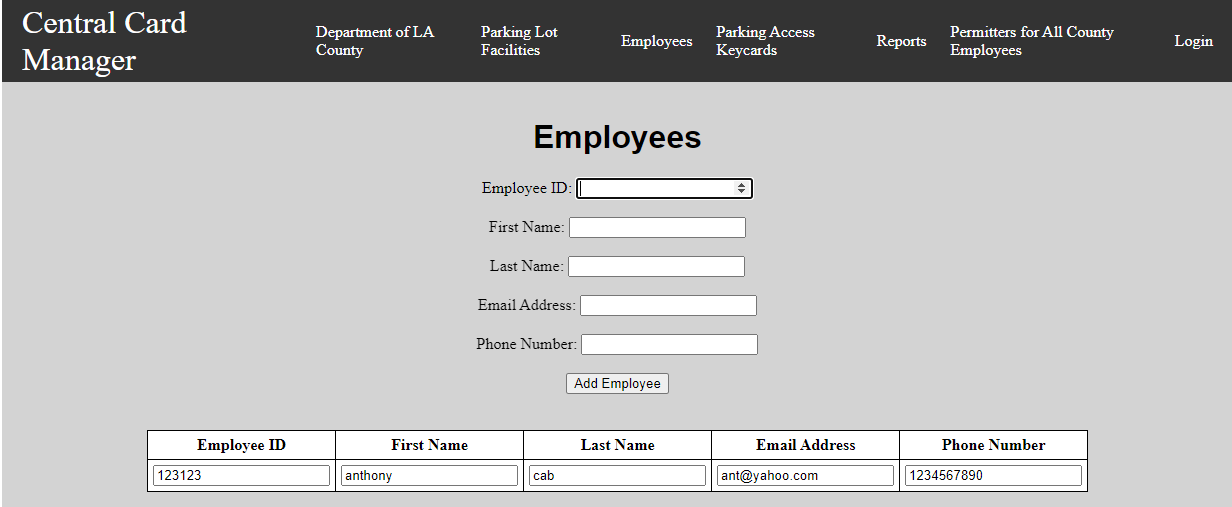 Central Card
Manager
Department of LA
County
Parking Lot
Facilities
Employees
Parking Access
Keycards
Reports
Permitters for All County
Employees
Login
Employees
Employee ID:
First Name:
Last Name:
Email Address:
Phone Number:
Add Employee
Employee ID First Name Last Name Email Address Phone Number
123123 anthony cab ant@yahoo.com 1234567890